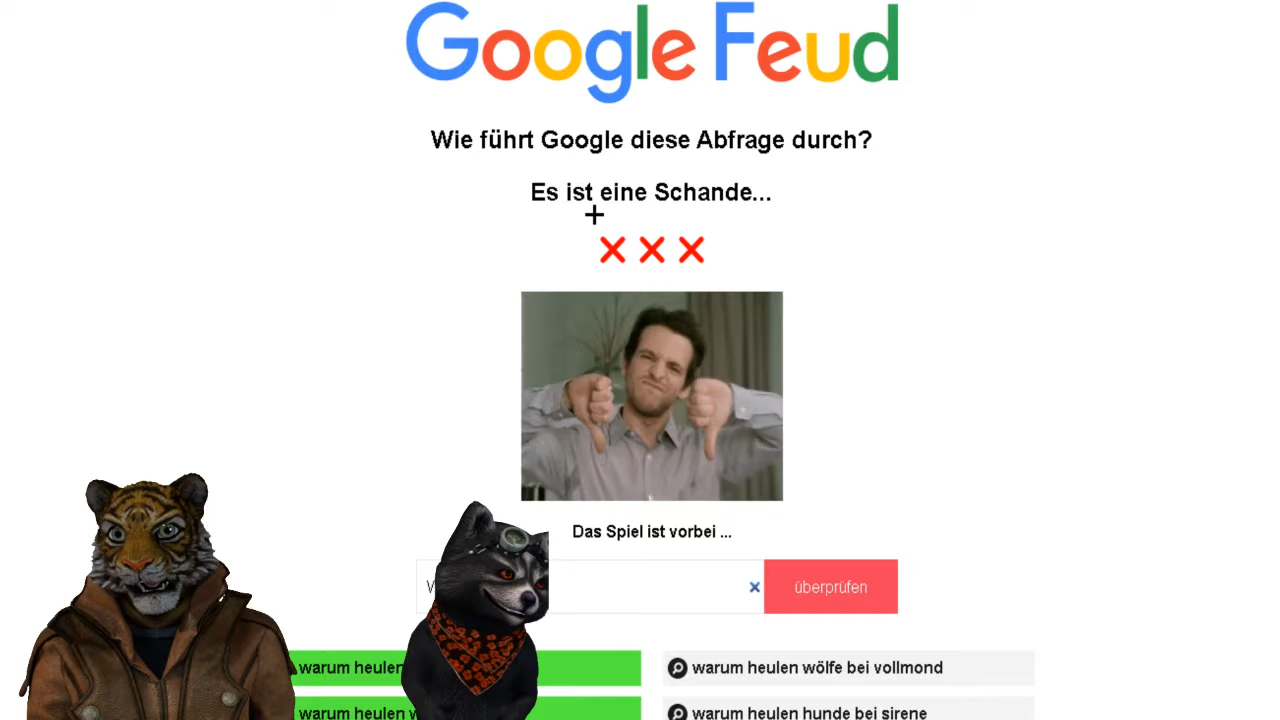 Google Feud
Wie führt Google diese Abfrage durch?
Es ist eine Schande...
Das Spiel ist vorbei ...
überprüfen
warum heulen
warum heulen wölfe bei vollmond
warum heulen
warum heulen hunde bei sirene